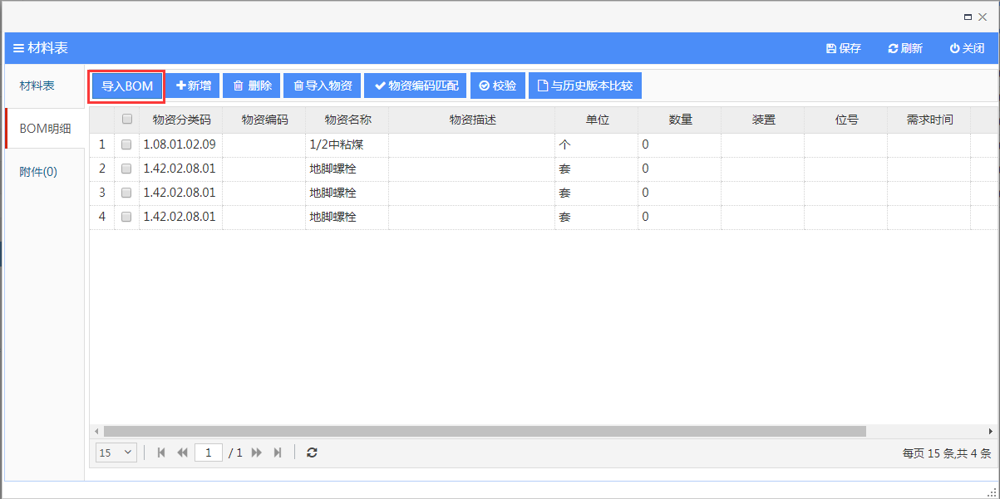 材料表
保存 刷新 关闭
材料表
BOM明细
附件(0)
导入BOM 新增 删除 导入物资 物资编码匹配 校验 与历史版本比较
物资分类码 物资编码 物资名称 物资描述 单位 数量 装置 位号 需求时间
1 1.08.01.02.09 1/2中粘煤 个 0
2 1.42.02.08.01 地脚螺栓 套 0
3 1.42.02.08.01 地脚螺栓 套 0
4 1.42.02.08.01 地脚螺栓 套 0
15 1 / 1 每页 15 条,共 4 条